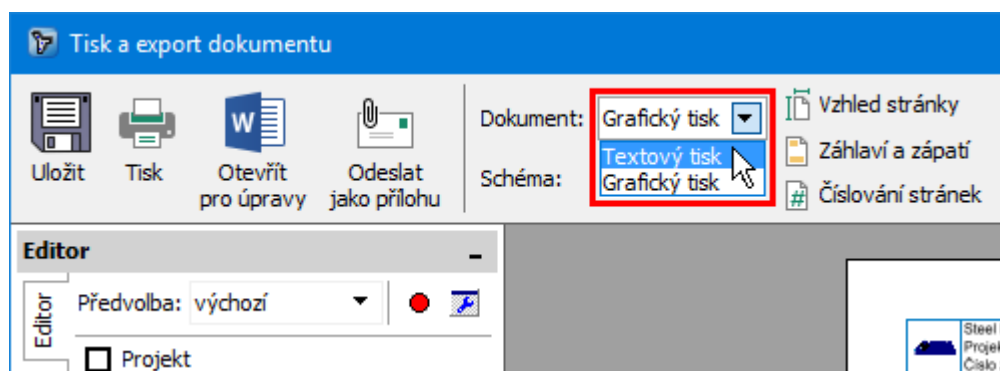 Tisk a export dokumentu
Uložit
Tisk
Otevřít
pro úpravy
Odeslat
jako přílohu
Dokument: Grafický tisk
Textový tisk
Grafický tisk
Schéma:
Vzhled stránky
Záhlaví a zápatí
Číslování stránek
Editor
Editor
Předvolba: výchozí
Projekt
Steel
Projek
Číslo